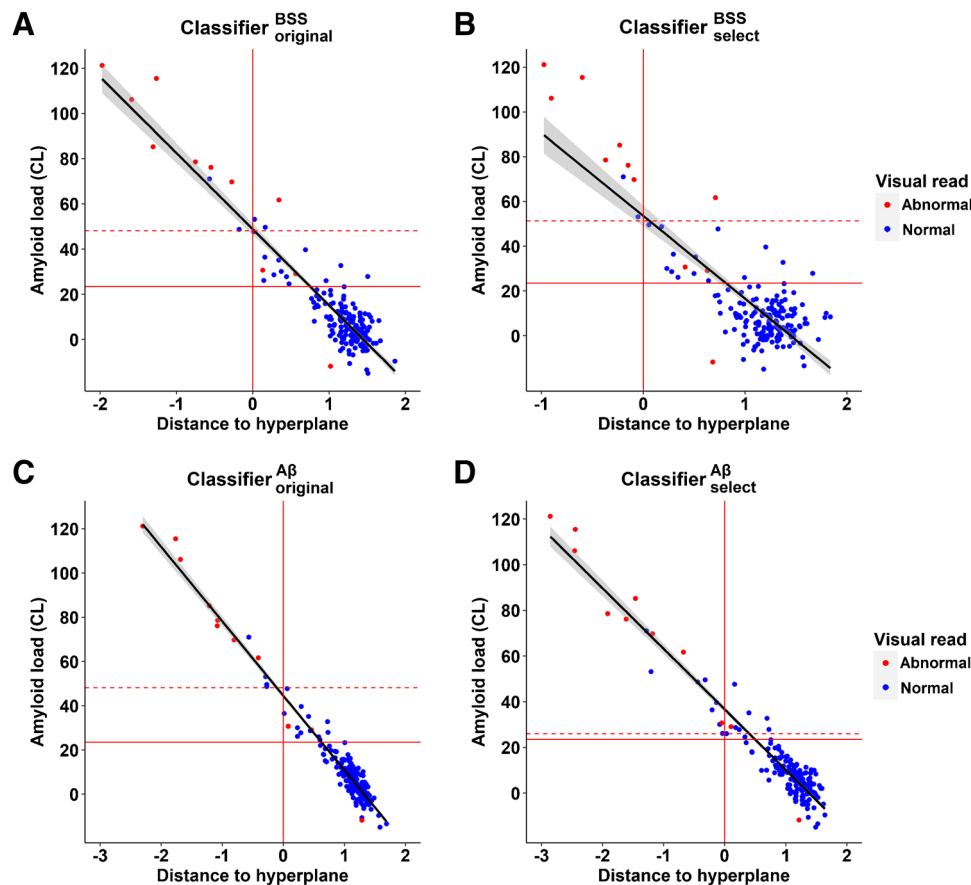 A
Classifier BSS original
Amyloid load (CL)
120
100
80
60
40
20
0
-2
-1
0
1
2
Distance to hyperplane
B
Classifier BSS select
Amyloid load (CL)
120
100
80
60
40
20
0
-1
0
1
2
Distance to hyperplane
Visual read
Abnormal
Normal
C
Classifier Aβ original
Amyloid load (CL)
120
100
80
60
40
20
0
-2
-1
0
1
2
Distance to hyperplane
D
Classifier Aβ select
Amyloid load (CL)
120
100
80
60
40
20
0
-3
-2
-1
0
1
2
Distance to hyperplane
Visual read
Abnormal
Normal